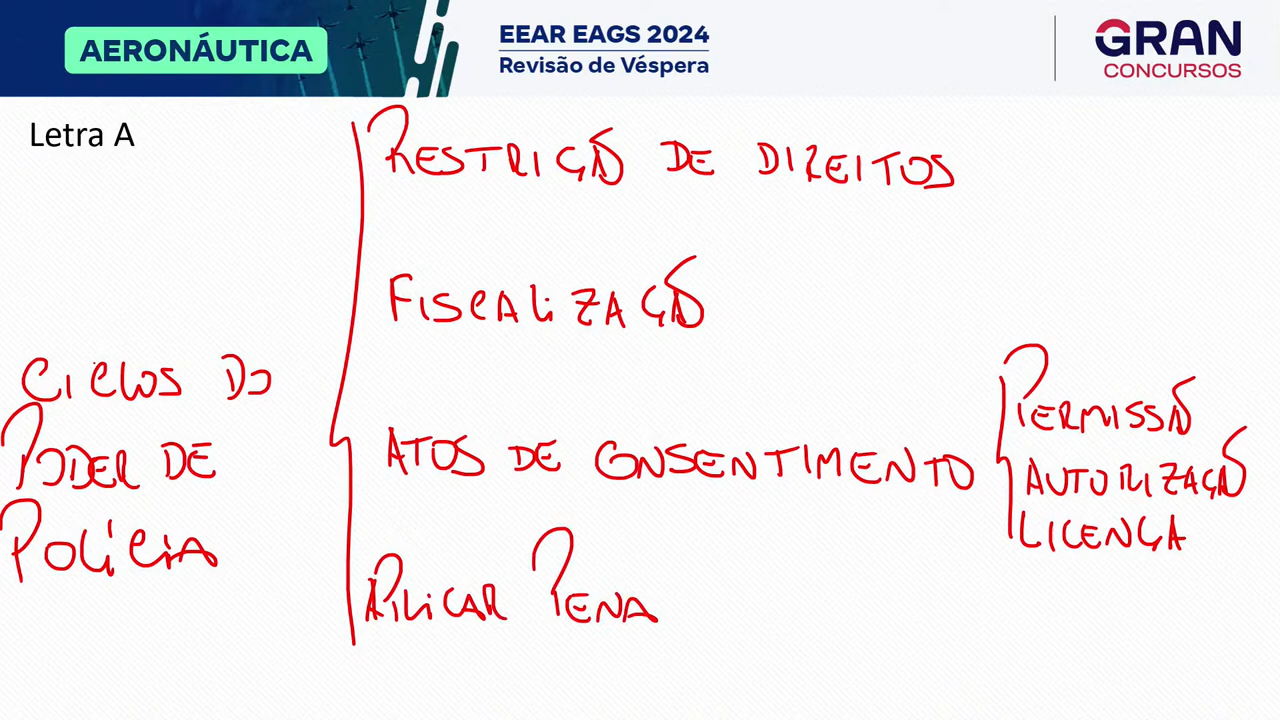 AERONÁUTICA
EEAR EAGS 2024
Revisão de Véspera
GRAN
CONCURSOS
Letra A
RESTRIÇÃO DE DIREITOS
FISCALIZAÇÃO
CICLOS DO
PODER DE
POLÍCIA
ATOS DE CONSENTIMENTO
PERMISSÃO
AUTORIZAÇÃO
LICENÇA
APLICAR PENA